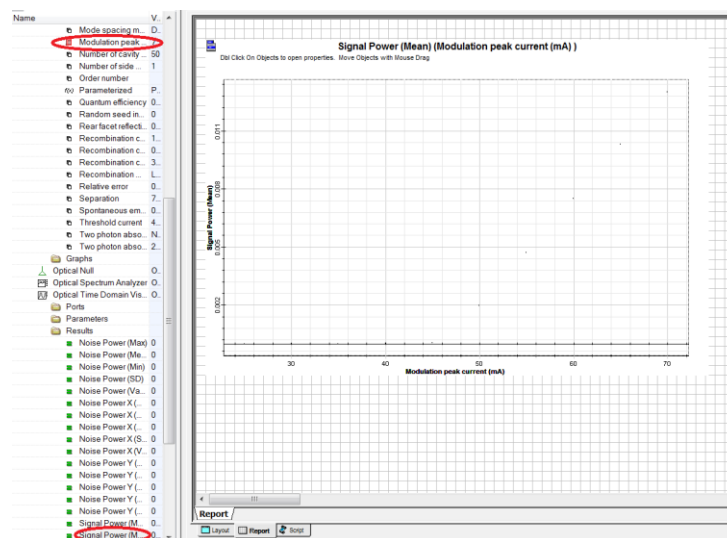 Name V..
Mode spacing m... D..
Modulation peak ... 7..
Number of cavity ... 50
Number of side ... 1
Order number
f(x) Parameterized P..
Quantum efficiency 0...
Random seed in... 0
Rear facet reflecti... 0...
Recombination c... 1...
Recombination c... 0...
Recombination c... 3...
Recombination ... L...
Relative error 0...
Separation 7...
Spontaneous em... 0...
Threshold current 4...
Two photon abso... N..
Two photon abso... 2...
Graphs
Optical Null O..
Optical Spectrum Analyzer O..
Optical Time Domain Vis... O..
Ports
Parameters
Results
Noise Power (Max) 0
Noise Power (Me... 0
Noise Power (Min) 0
Noise Power (SD) 0
Noise Power (Va... 0
Noise Power X (... 0
Noise Power X (... 0
Noise Power X (... 0
Noise Power X (S... 0
Noise Power X (V... 0
Noise Power Y (... 0
Noise Power Y (... 0
Noise Power Y (... 0
Noise Power Y (... 0
Noise Power Y (... 0
Signal Power (M... 0...
Signal Power (M... 0...
Signal Power (Mean) (Modulation peak current (mA) )
Dbl Click On Objects to open properties. Move Objects with Mouse Drag
Signal Power (Mean)
0.011
0.008
0.005
0.002
30 40 50 60 70
Modulation peak current (mA)
Report
Layout Report Script